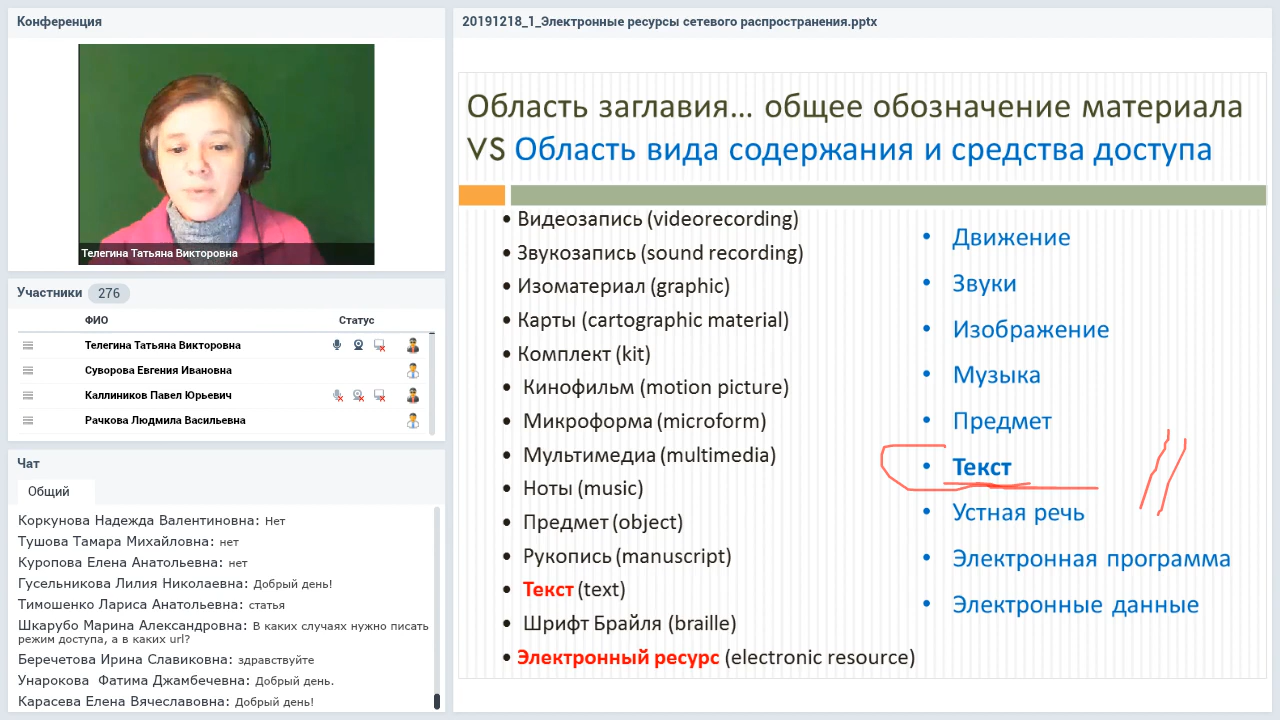 Конференция
Телегина Татьяна Викторовна
Участники 276
ФИО Статус
Телегина Татьяна Викторовна
Суворова Евгения Ивановна
Каллиников Павел Юрьевич
Рачкова Людмила Васильевна
Чат
Общий
Коркунова Надежда Валентиновна: Нет
Тушова Тамара Михайловна: нет
Куропова Елена Анатольевна: нет
Гусельникова Лилия Николаевна: Добрый день!
Тимошенко Лариса Анатольевна: статья
Шкарубо Марина Александровна: В каких случаях нужно писать
режим доступа, а в каких url?
Беречетова Ирина Славиковна: здравствуйте
Унарокова Фатима Джамбечевна: Добрый день.
Карасева Елена Вячеславовна: Добрый день!
20191218_1_Электронные ресурсы сетевого распространения.pptx
Область заглавия... общее обозначение материала
VS Область вида содержания и средства доступа
• Видеозапись (videorecording)
• Звукозапись (sound recording)
• Изоматериал (graphic)
• Карты (cartographic material)
• Комплект (kit)
• Кинофильм (motion picture)
• Микроформа (microform)
• Мультимедиа (multimedia)
• Ноты (music)
• Предмет (object)
• Рукопись (manuscript)
• Текст (text)
• Шрифт Брайля (braille)
• Электронный ресурс (electronic resource)
• Движение
• Звуки
• Изображение
• Музыка
• Предмет
• Текст
• Устная речь
• Электронная программа
• Электронные данные